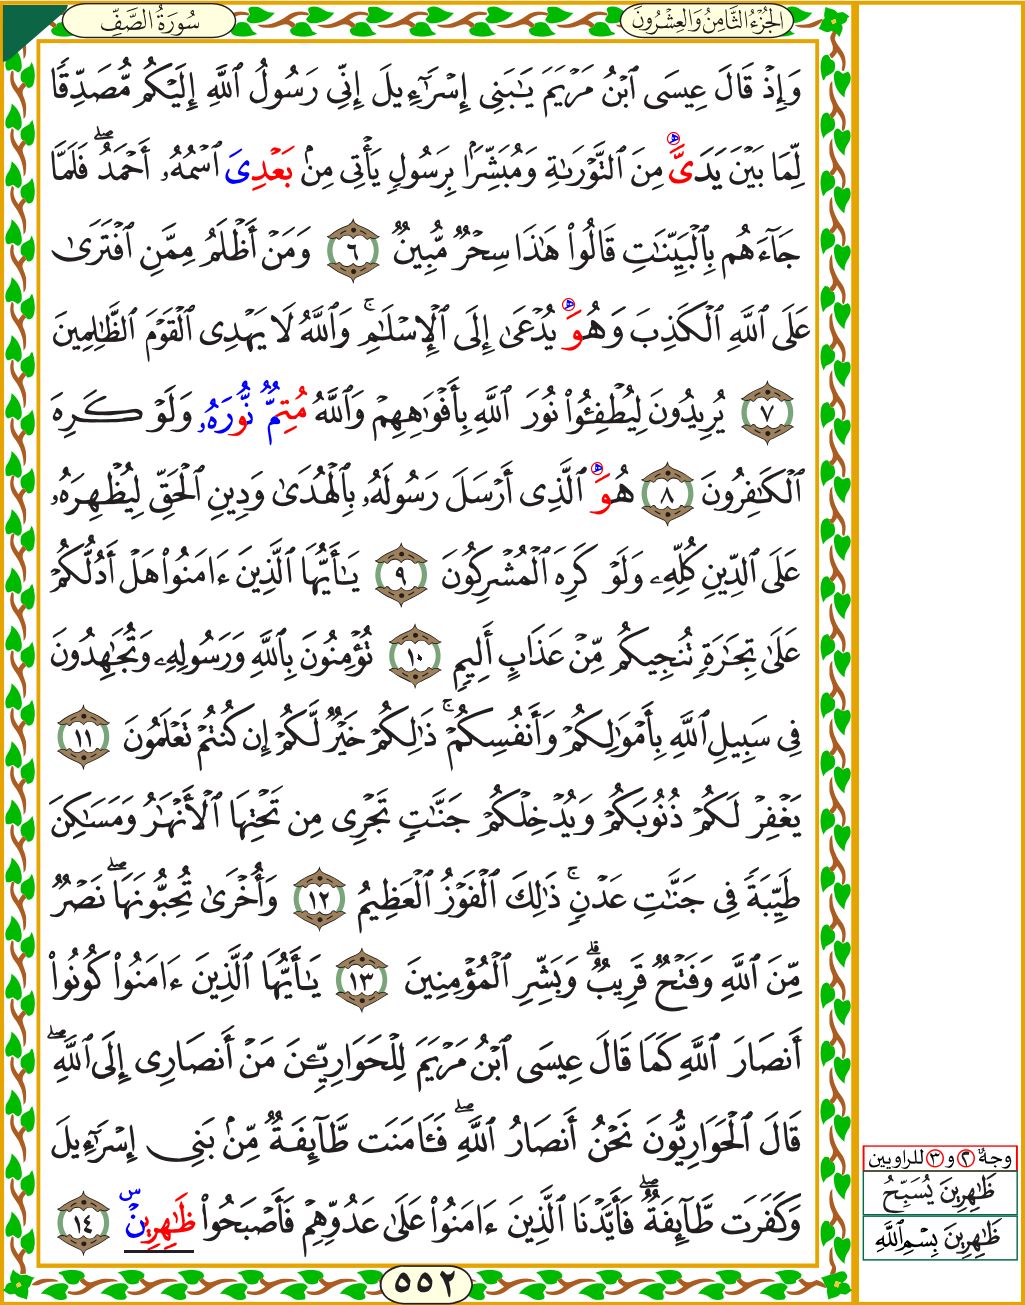 الجُزْءُ الثَّامِنُ وَالعِشْرُونَ
سُورَةُ الصَّفِّ
وَإِذْ قَالَ عِيسَى ٱبْنُ مَرْيَمَ يَـٰبَنِى إِسْرَـٰٓءِيلَ إِنِّى رَسُولُ ٱللَّهِ إِلَيْكُم مُّصَدِّقًا
لِّمَا بَيْنَ يَدَىَّ مِنَ ٱلتَّوْرَىٰةِ وَمُبَشِّرًۢا بِرَسُولٍ يَأْتِى مِنۢ بَعْدِىَ ٱسْمُهُۥٓ أَحْمَدُ ۖ فَلَمَّا
جَآءَهُم بِٱلْبَيِّنَـٰتِ قَالُوا۟ هَـٰذَا سِحْرٌ مُّبِينٌ ٦ وَمَنْ أَظْلَمُ مِمَّنِ ٱفْتَرَىٰ
عَلَى ٱللَّهِ ٱلْكَذِبَ وَهُوَ يُدْعَىٰٓ إِلَى ٱلْإِسْلَـٰمِ ۚ وَٱللَّهُ لَا يَهْدِى ٱلْقَوْمَ ٱلظَّـٰلِمِينَ
٧ يُرِيدُونَ لِيُطْفِـُٔوا۟ نُورَ ٱللَّهِ بِأَفْوَٰهِهِمْ وَٱللَّهُ مُتِمٌّ نُّورَهُۥ وَلَوْ كَرِهَ
ٱلْكَـٰفِرُونَ ٨ هُوَ ٱلَّذِىٓ أَرْسَلَ رَسُولَهُۥ بِٱلْهُدَىٰ وَدِينِ ٱلْحَقِّ لِيُظْهِرَهُۥ
عَلَى ٱلدِّينِ كُلِّهِۦ وَلَوْ كَرِهَ ٱلْمُشْرِكُونَ ٩ يَـٰٓأَيُّهَا ٱلَّذِينَ ءَامَنُوا۟ هَلْ أَدُلُّكُمْ
عَلَىٰ تِجَـٰرَةٍ تُنجِيكُم مِّنْ عَذَابٍ أَلِيمٍ ١٠ تُؤْمِنُونَ بِٱللَّهِ وَرَسُولِهِۦ وَتُجَـٰهِدُونَ
فِى سَبِيلِ ٱللَّهِ بِأَمْوَٰلِكُمْ وَأَنفُسِكُمْ ۚ ذَٰلِكُمْ خَيْرٌ لَّكُمْ إِن كُنتُمْ تَعْلَمُونَ ١١
يَغْفِرْ لَكُمْ ذُنُوبَكُمْ وَيُدْخِلْكُمْ جَنَّـٰتٍ تَجْرِى مِن تَحْتِهَا ٱلْأَنْهَـٰرُ وَمَسَـٰكِنَ
طَيِّبَةً فِى جَنَّـٰتِ عَدْنٍ ۚ ذَٰلِكَ ٱلْفَوْزُ ٱلْعَظِيمُ ١٢ وَأُخْرَىٰ تُحِبُّونَهَا ۖ نَصْرٌ
مِّنَ ٱللَّهِ وَفَتْحٌ قَرِيبٌ ۗ وَبَشِّرِ ٱلْمُؤْمِنِينَ ١٣ يَـٰٓأَيُّهَا ٱلَّذِينَ ءَامَنُوا۟ كُونُوٓا۟
أَنصَارَ ٱللَّهِ كَمَا قَالَ عِيسَى ٱبْنُ مَرْيَمَ لِلْحَوَارِيِّـۧنَ مَنْ أَنصَارِىٓ إِلَى ٱللَّهِ ۖ
قَالَ ٱلْحَوَارِيُّونَ نَحْنُ أَنصَارُ ٱللَّهِ ۖ فَـَٔامَنَت طَّآئِفَةٌ مِّنۢ بَنِىٓ إِسْرَـٰٓءِيلَ
وَكَفَرَت طَّآئِفَةٌ ۖ فَأَيَّدْنَا ٱلَّذِينَ ءَامَنُوا۟ عَلَىٰ عَدُوِّهِمْ فَأَصْبَحُوا۟ ظَـٰهِرِينَ ۜ ١٤
٥٥٢
وجهٌ ٢ و ٣ للراويين
ظَـٰهِرِينَ يُسَبِّحُ
ظَـٰهِرِينَ بِسْمِ ٱللَّهِ